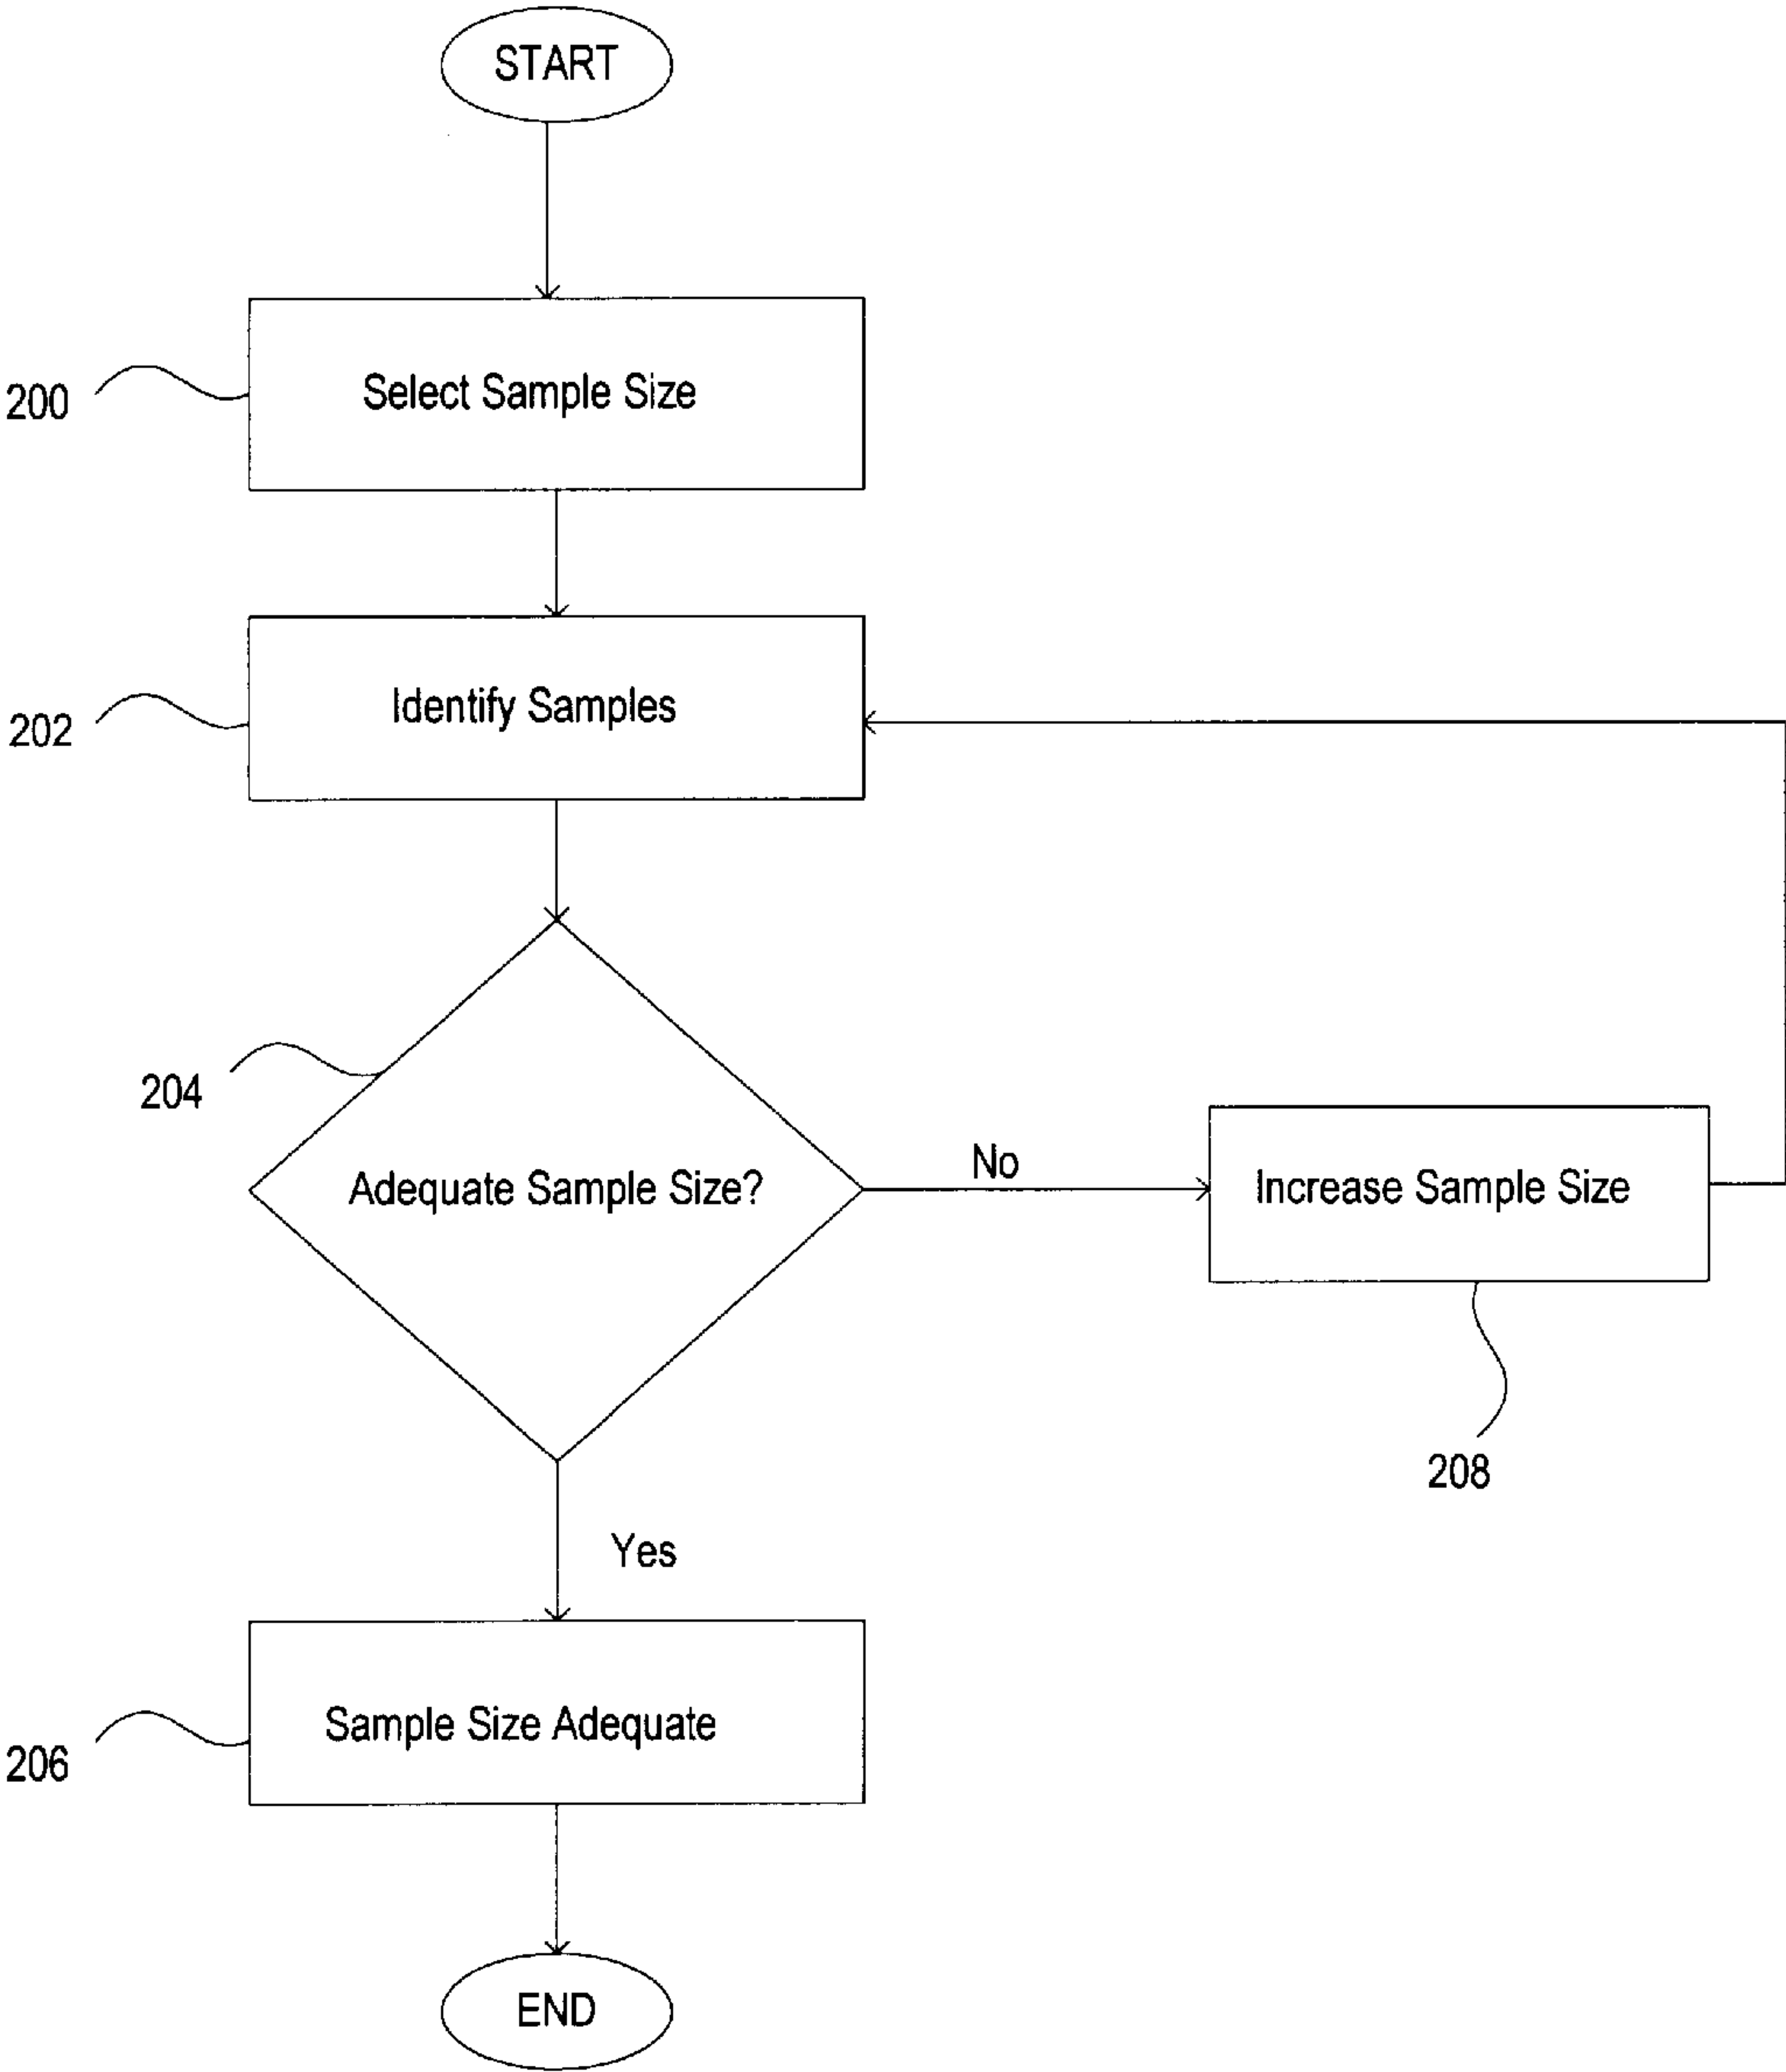 START
200
Select Sample Size
202
Identify Samples
204
Adequate Sample Size?
No
Increase Sample Size
208
Yes
206
Sample Size Adequate
END